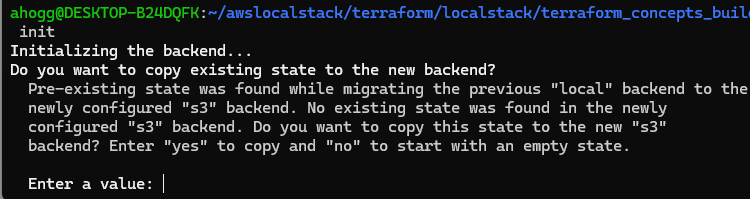 ahogg@DESKTOP-B24DQFK:~/awslocalstack/terraform/localstack/terraform_concepts_buil
init
Initializing the backend...
Do you want to copy existing state to the new backend?
Pre-existing state was found while migrating the previous "local" backend to the
newly configured "s3" backend. No existing state was found in the newly
configured "s3" backend. Do you want to copy this state to the new "s3"
backend? Enter "yes" to copy and "no" to start with an empty state.
Enter a value: